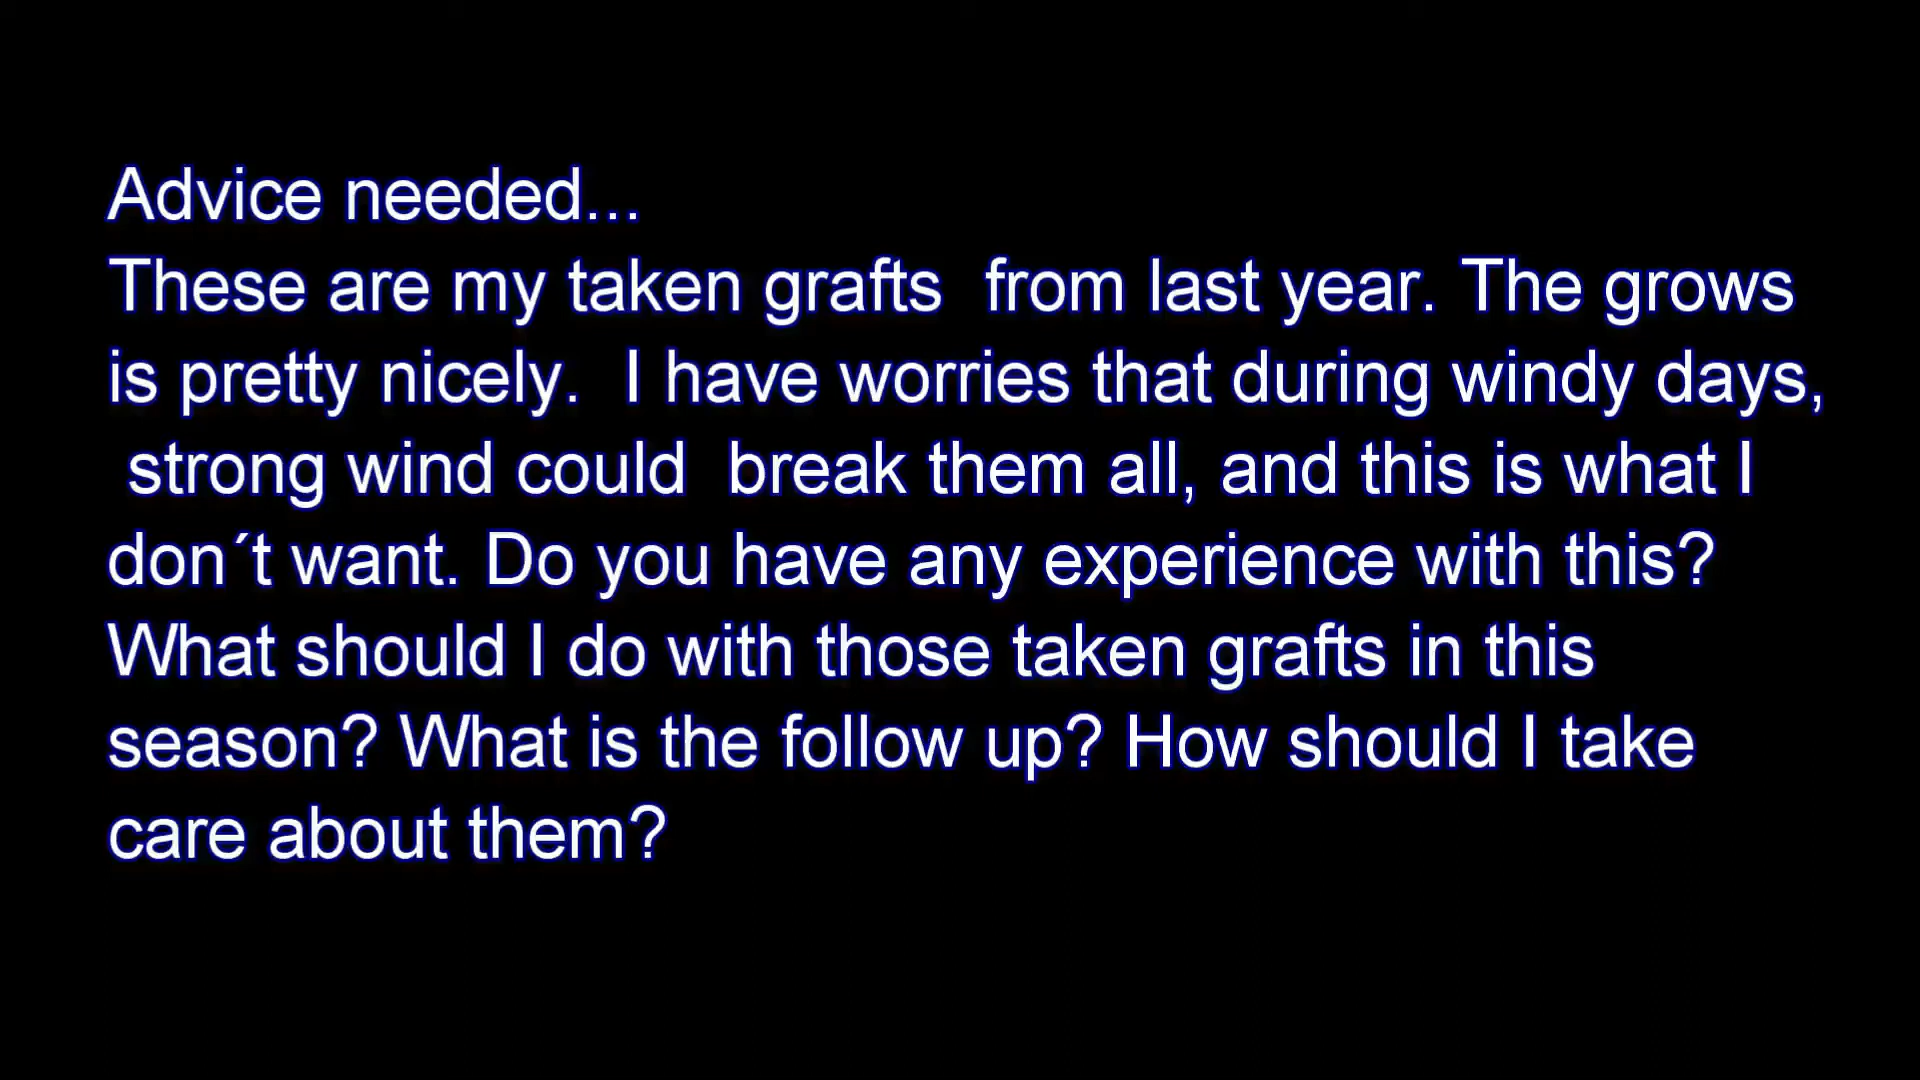 Advice needed...
These are my taken grafts  from last year. The grows
is pretty nicely.  I have worries that during windy days,
 strong wind could  break them all, and this is what I
don´t want. Do you have any experience with this?
What should I do with those taken grafts in this
season? What is the follow up? How should I take
care about them?